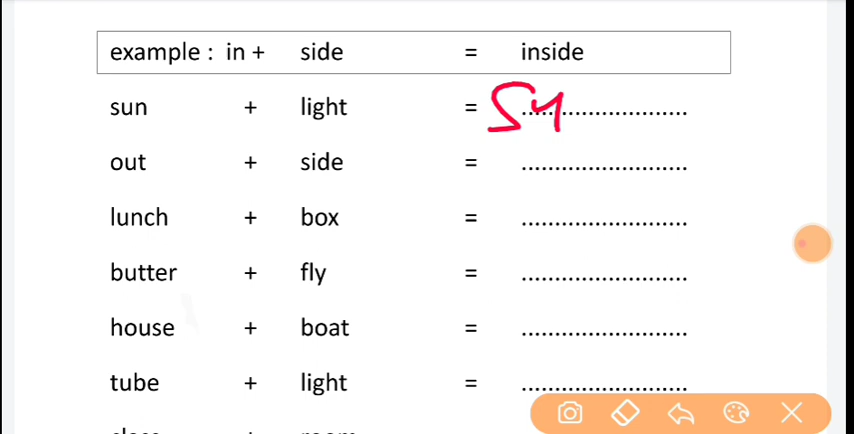 example : in + side = inside
sun + light = Su.....................
out + side = .........................
lunch + box = .........................
butter + fly = .........................
house + boat = .........................
tube + light = .........................